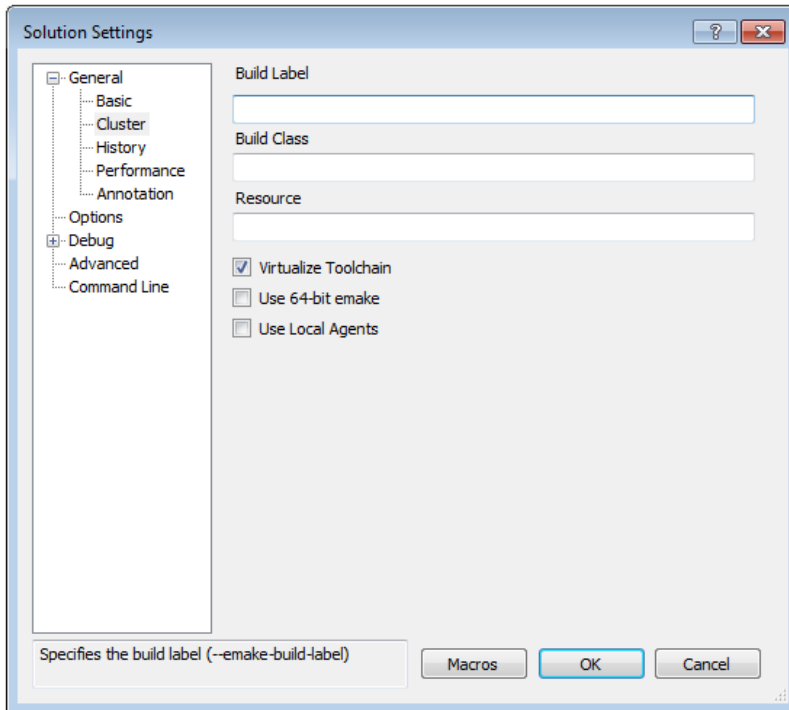 Solution Settings
General
Basic
Cluster
History
Performance
Annotation
Options
Debug
Advanced
Command Line
Build Label
Build Class
Resource
Virtualize Toolchain
Use 64-bit emake
Use Local Agents
Specifies the build label (--emake-build-label)
Macros
OK
Cancel